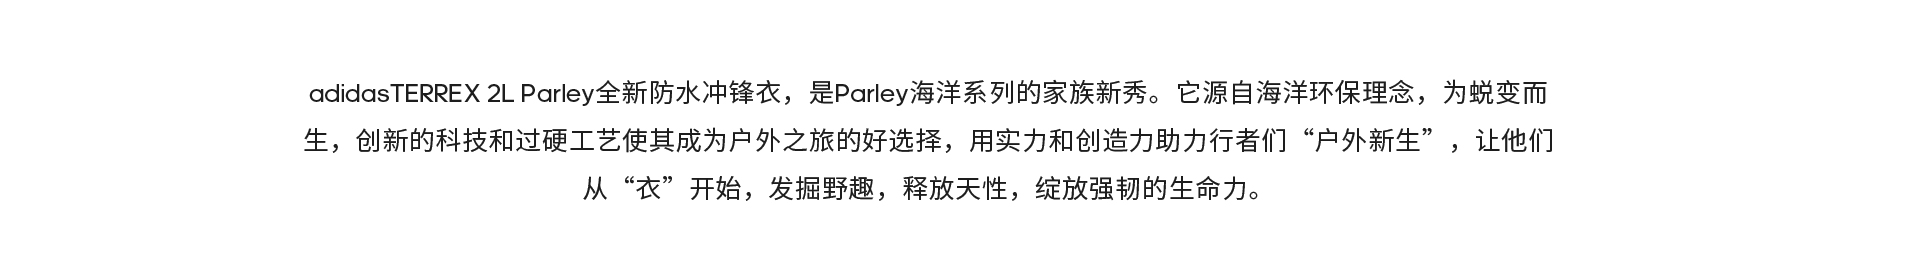 adidasTERREX 2L Parley全新防水冲锋衣，是Parley海洋系列的家族新秀。它源自海洋环保理念，为蜕变而
生，创新的科技和过硬工艺使其成为户外之旅的好选择，用实力和创造力助力行者们“户外新生”，让他们
从“衣”开始，发掘野趣，释放天性，绽放强韧的生命力。